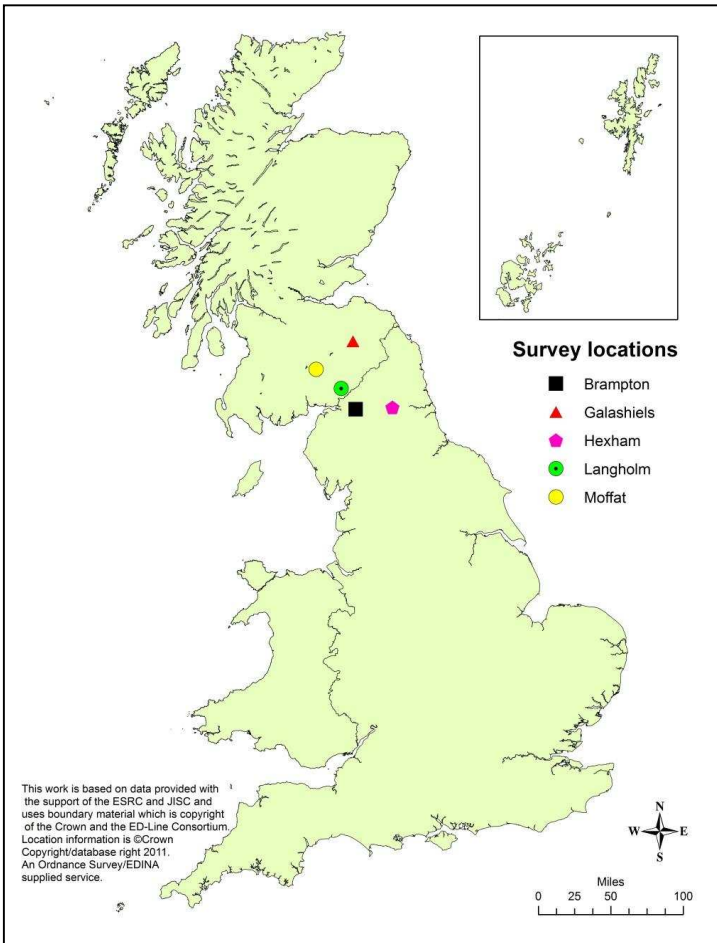 Survey locations
Brampton
Galashiels
Hexham
Langholm
Moffat
This work is based on data provided with
the support of the ESRC and JISC and
uses boundary material which is copyright
of the Crown and the ED-Line Consortium.
Location information is ©Crown
Copyright/database right 2011.
An Ordnance Survey/EDINA
supplied service.
N
W E
S
Miles
0 25 50 100